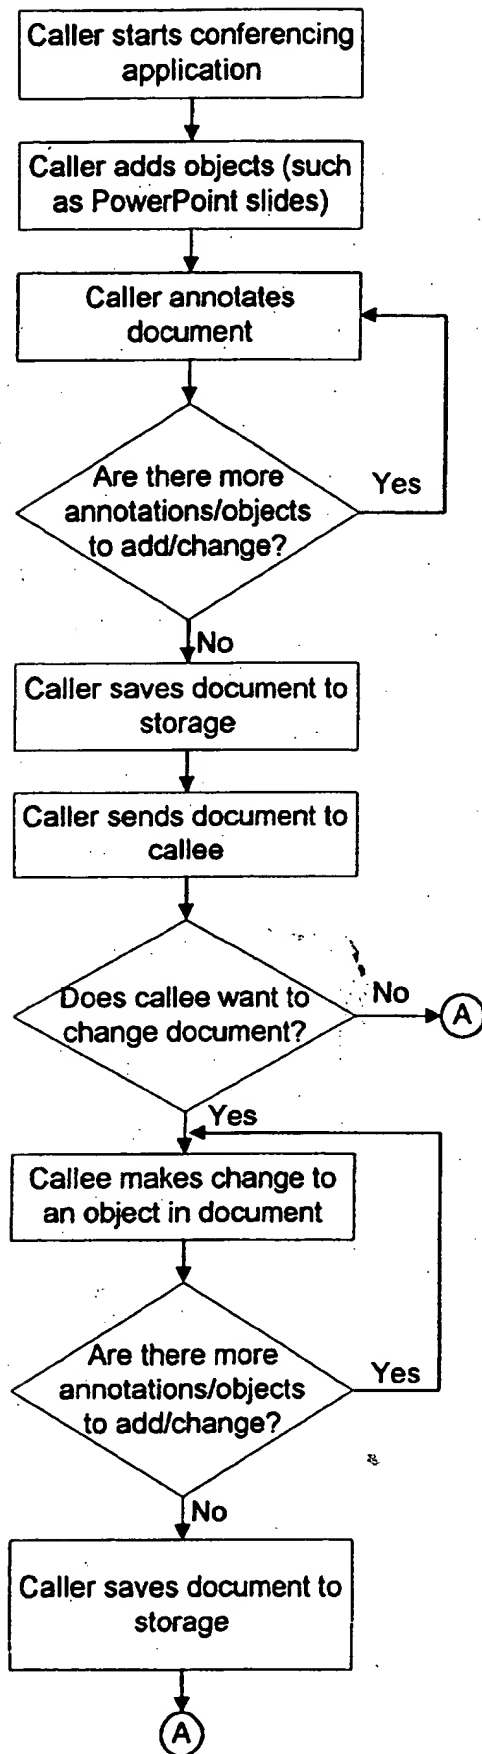 Caller starts conferencing
application
Caller adds objects (such
as PowerPoint slides)
Caller annotates
document
Are there more
annotations/objects
to add/change?
Yes
No
Caller saves document to
storage
Caller sends document to
callee
Does callee want to
change document?
No
A
Yes
Callee makes change to
an object in document
Are there more
annotations/objects
to add/change?
Yes
No
Caller saves document to
storage
A